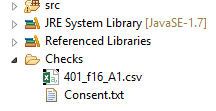 src
JRE System Library [JavaSE-1.7]
Referenced Libraries
Checks
401_f16_A1.csv
Consent.txt